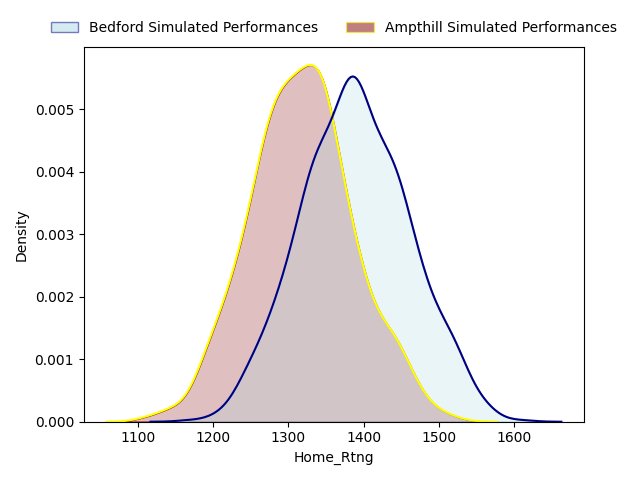 Bedford Simulated Performances
Ampthill Simulated Performances
Density
0.005
0.004
0.003
0.002
0.001
0.000
1100 1200 1300 1400 1500 1600
Home_Rtng